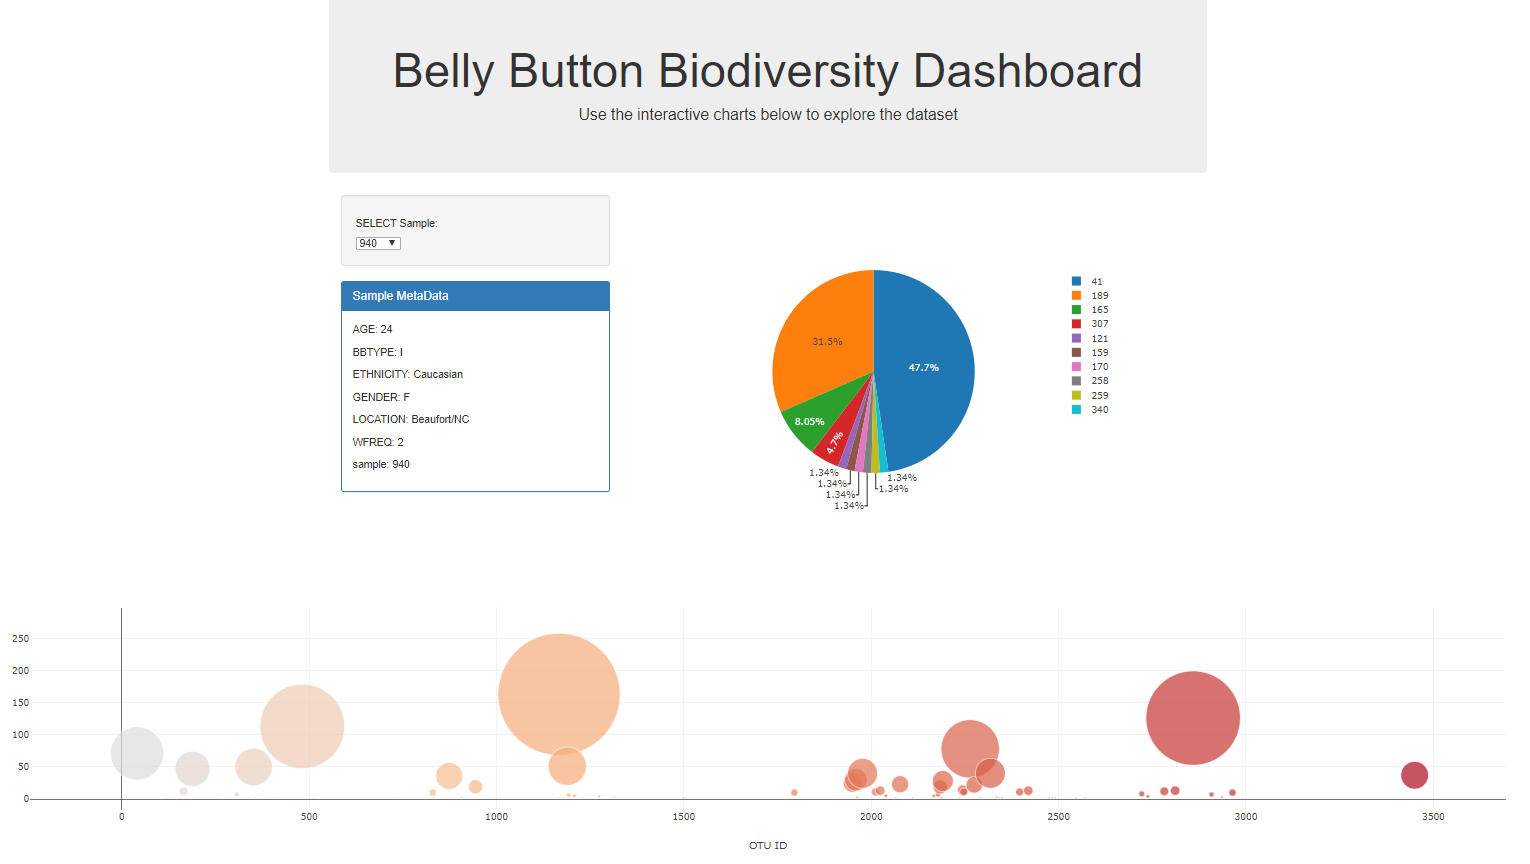 Belly Button Biodiversity Dashboard
Use the interactive charts below to explore the dataset
SELECT Sample:
940 ▼
Sample MetaData
AGE: 24
BBTYPE: I
ETHNICITY: Caucasian
GENDER: F
LOCATION: Beaufort/NC
WFREQ: 2
sample: 940
31.5%
47.7%
8.05%
4.7%
1.34%
1.34%
1.34%
1.34%
1.34%
1.34%
41
189
165
307
121
159
170
258
259
340
250
200
150
100
50
0
0 500 1000 1500 2000 2500 3000 3500
OTU ID